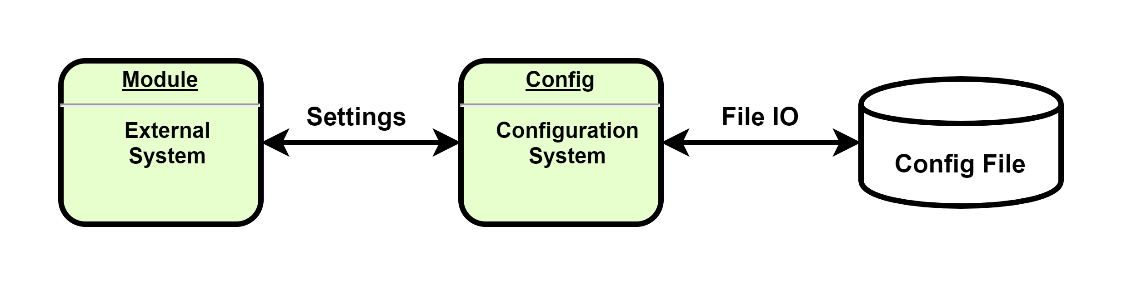 Module
External
System
Settings
Config
Configuration
System
File IO
Config File